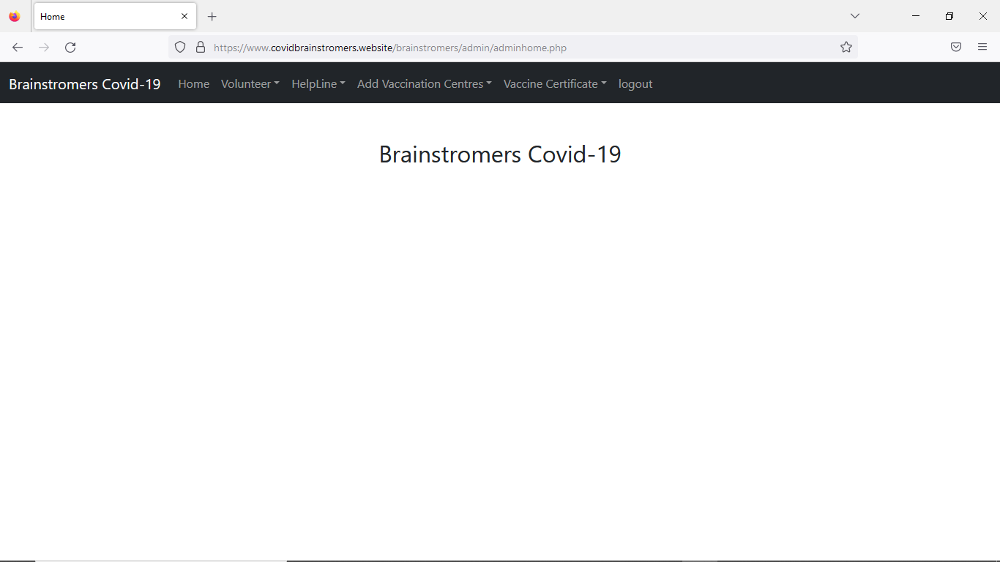 Home
https://www.covidbrainstromers.website/brainstromers/admin/adminhome.php
Brainstromers Covid-19 Home Volunteer HelpLine Add Vaccination Centres Vaccine Certificate logout
Brainstromers Covid-19